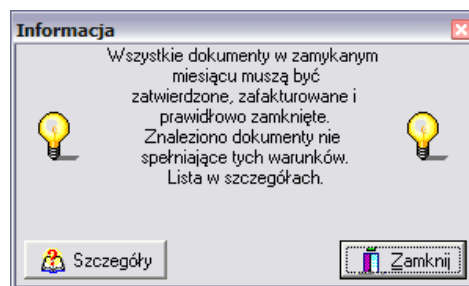 Informacja
Wszystkie dokumenty w zamykanym
miesiącu muszą być
zatwierdzone, zafakturowane i
prawidłowo zamknięte.
Znaleziono dokumenty nie
spełniające tych warunków.
Lista w szczegółach.
Szczegóły
Zamknij